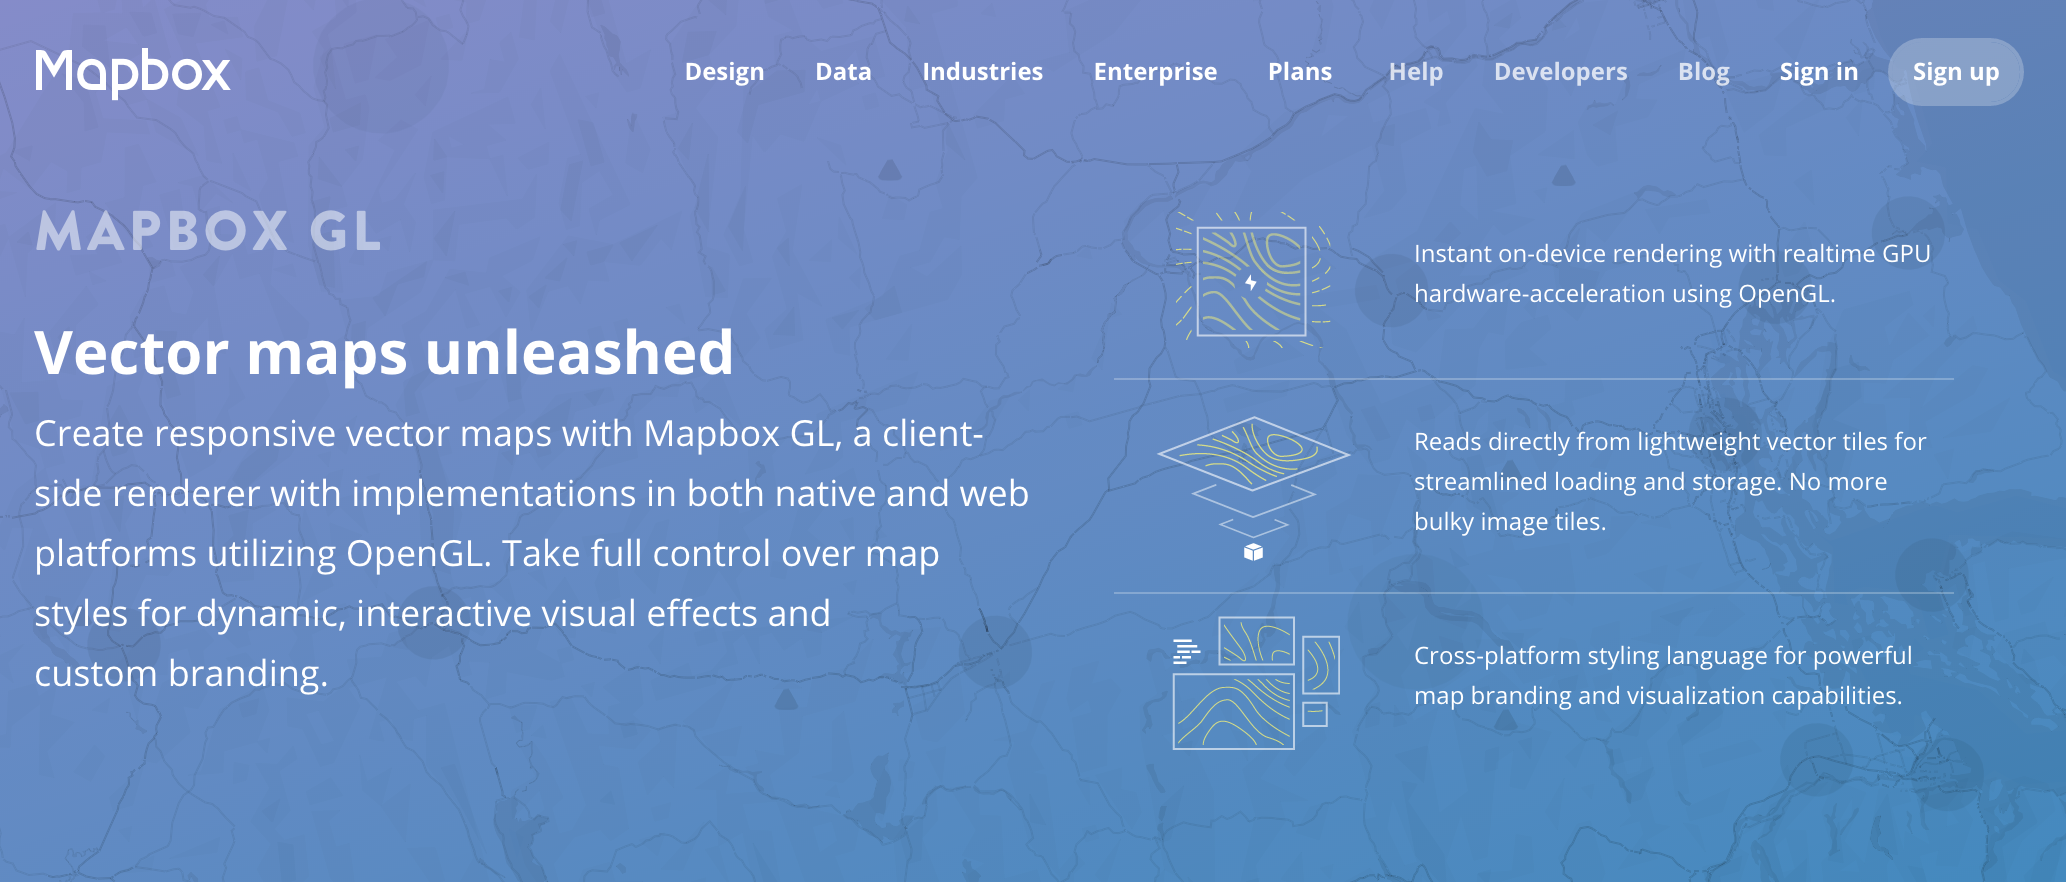 Mapbox
Design Data Industries Enterprise Plans Help Developers Blog Sign in Sign up
MAPBOX GL
Vector maps unleashed
Create responsive vector maps with Mapbox GL, a client-
side renderer with implementations in both native and web
platforms utilizing OpenGL. Take full control over map
styles for dynamic, interactive visual effects and
custom branding.
Instant on-device rendering with realtime GPU
hardware-acceleration using OpenGL.
Reads directly from lightweight vector tiles for
streamlined loading and storage. No more
bulky image tiles.
Cross-platform styling language for powerful
map branding and visualization capabilities.